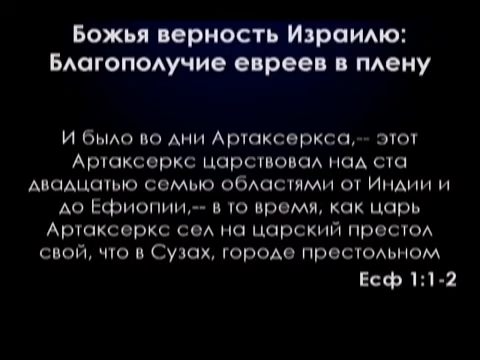 Божья верность Израилю:
Благополучие евреев в плену
И было во дни Артаксеркса,-- этот
Артаксеркс царствовал над ста
двадцатью семью областями от Индии и
до Ефиопии,-- в то время, как царь
Артаксеркс сел на царский престол
свой, что в Сузах, городе престольном
Есф 1:1-2